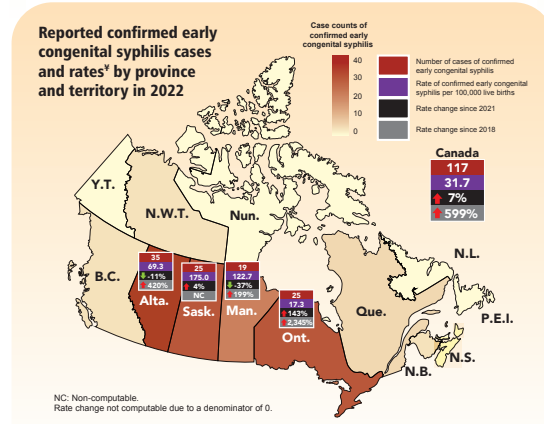 Reported confirmed early
congenital syphilis cases
and rates¥ by province
and territory in 2022
Case counts of
confirmed early
congenital syphilis
40
30
20
10
0
Number of cases of confirmed
early congenital syphilis
Rate of confirmed early congenital
syphilis per 100,000 live births
Rate change since 2021
Rate change since 2018
Canada
117
31.7
7%
599%
Y.T.
N.W.T.
Nun.
B.C.
35
69.3
-11%
420%
Alta.
25
175.0
4%
NC
Sask.
19
122.7
-37%
199%
Man.
25
17.3
143%
2,345%
Ont.
Que.
N.L.
P.E.I.
N.S.
N.B.
NC: Non-computable.
Rate change not computable due to a denominator of 0.